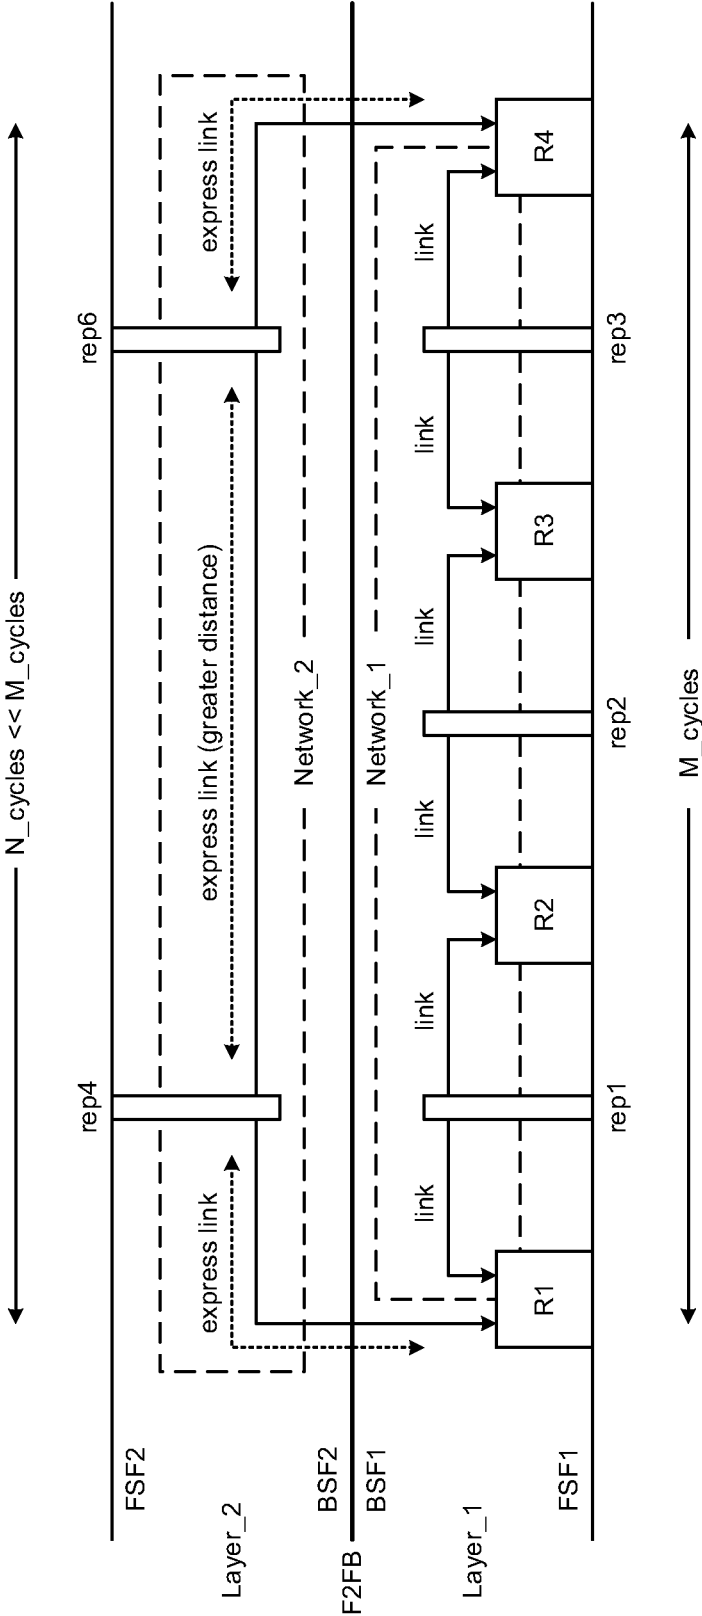 N_cycles << M_cycles
rep4
rep6
FSF2
express link
express link (greater distance)
express link
Layer_2
Network_2
BSF2
F2FB
BSF1
Network_1
link
link
link
link
link
link
Layer_1
R1
R2
R3
R4
FSF1
rep1
rep2
rep3
M_cycles